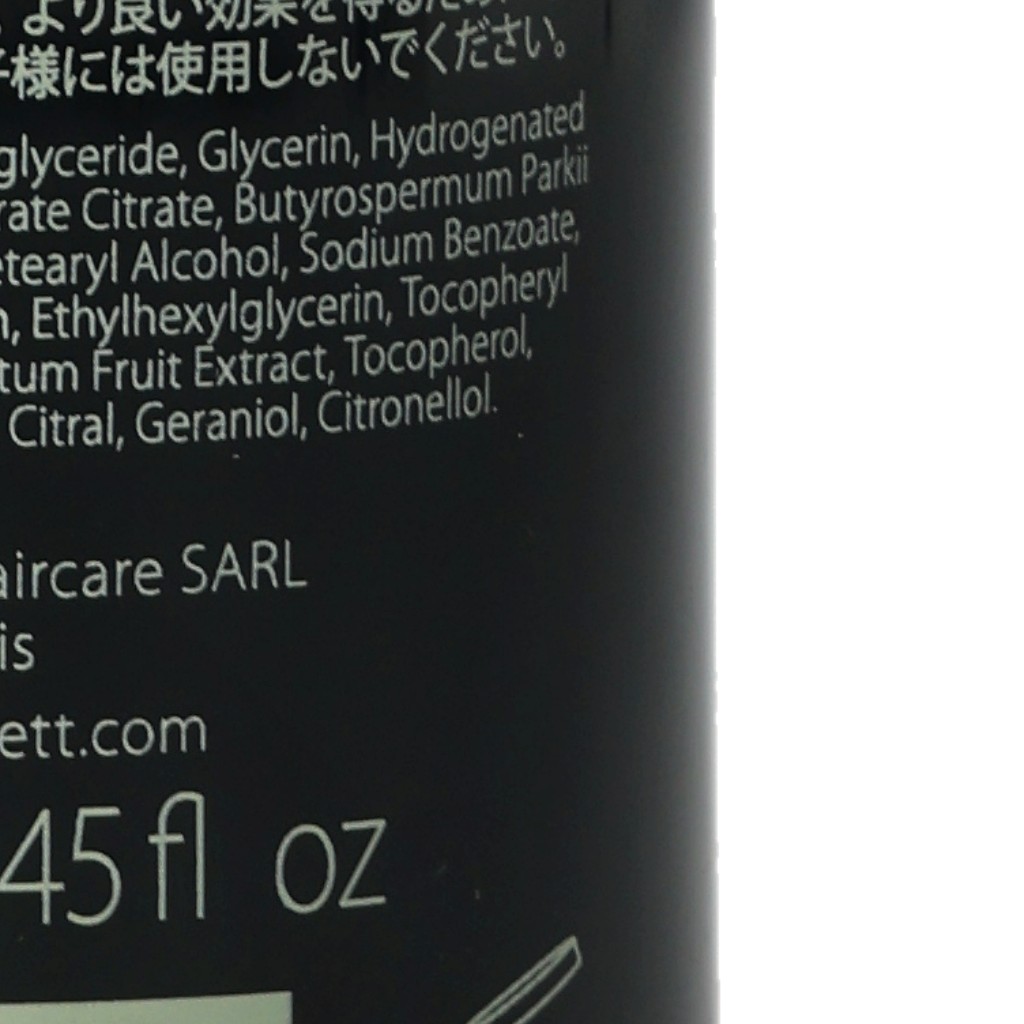 より良い効果を得るため
子様には使用しないでください。
glyceride, Glycerin, Hydrogenated
rate Citrate, Butyrospermum Parkii
etearyl Alcohol, Sodium Benzoate,
n, Ethylhexylglycerin, Tocopheryl
tum Fruit Extract, Tocopherol,
Citral, Geraniol, Citronellol.
aircare SARL
is
ett.com
45 fl oz